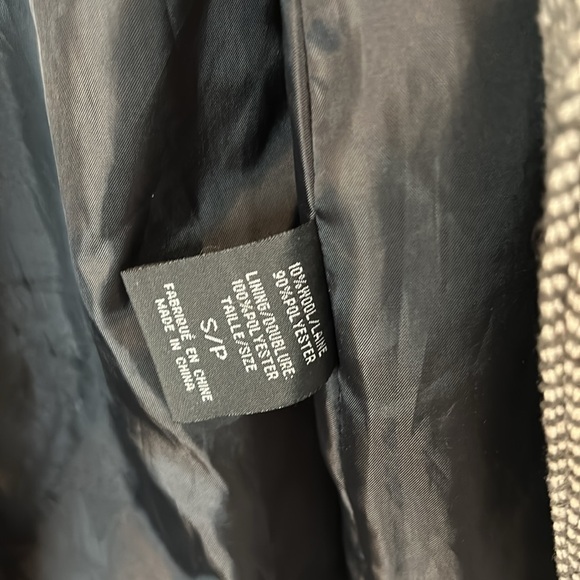 10%WOOL/LAINE
90%POLYESTER
LINING/DOUBLURE:
100%POLYESTER
TAILLE/SIZE
S/P
FABRIQUÉ EN CHINE
MADE IN CHINA